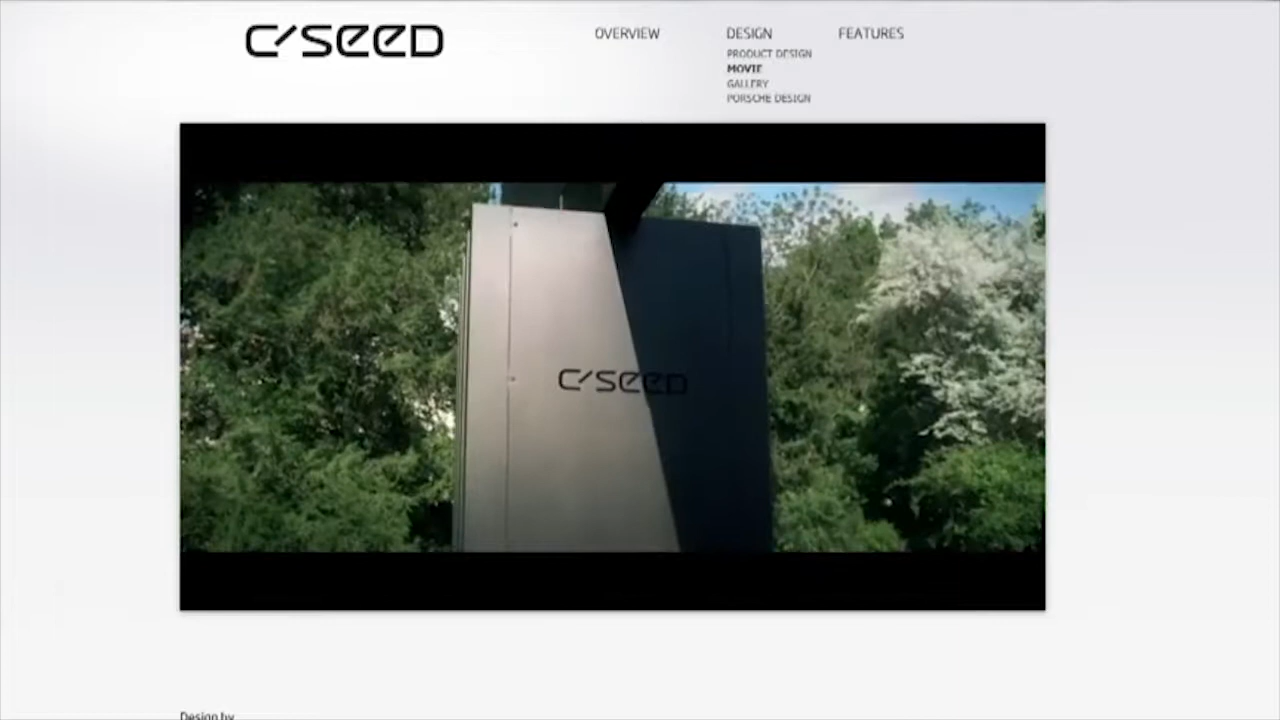 C/SEED
OVERVIEW
DESIGN
FEATURES
PRODUCT DESIGN
MOVIE
GALLERY
PORSCHE DESIGN
C/SEED
Design by